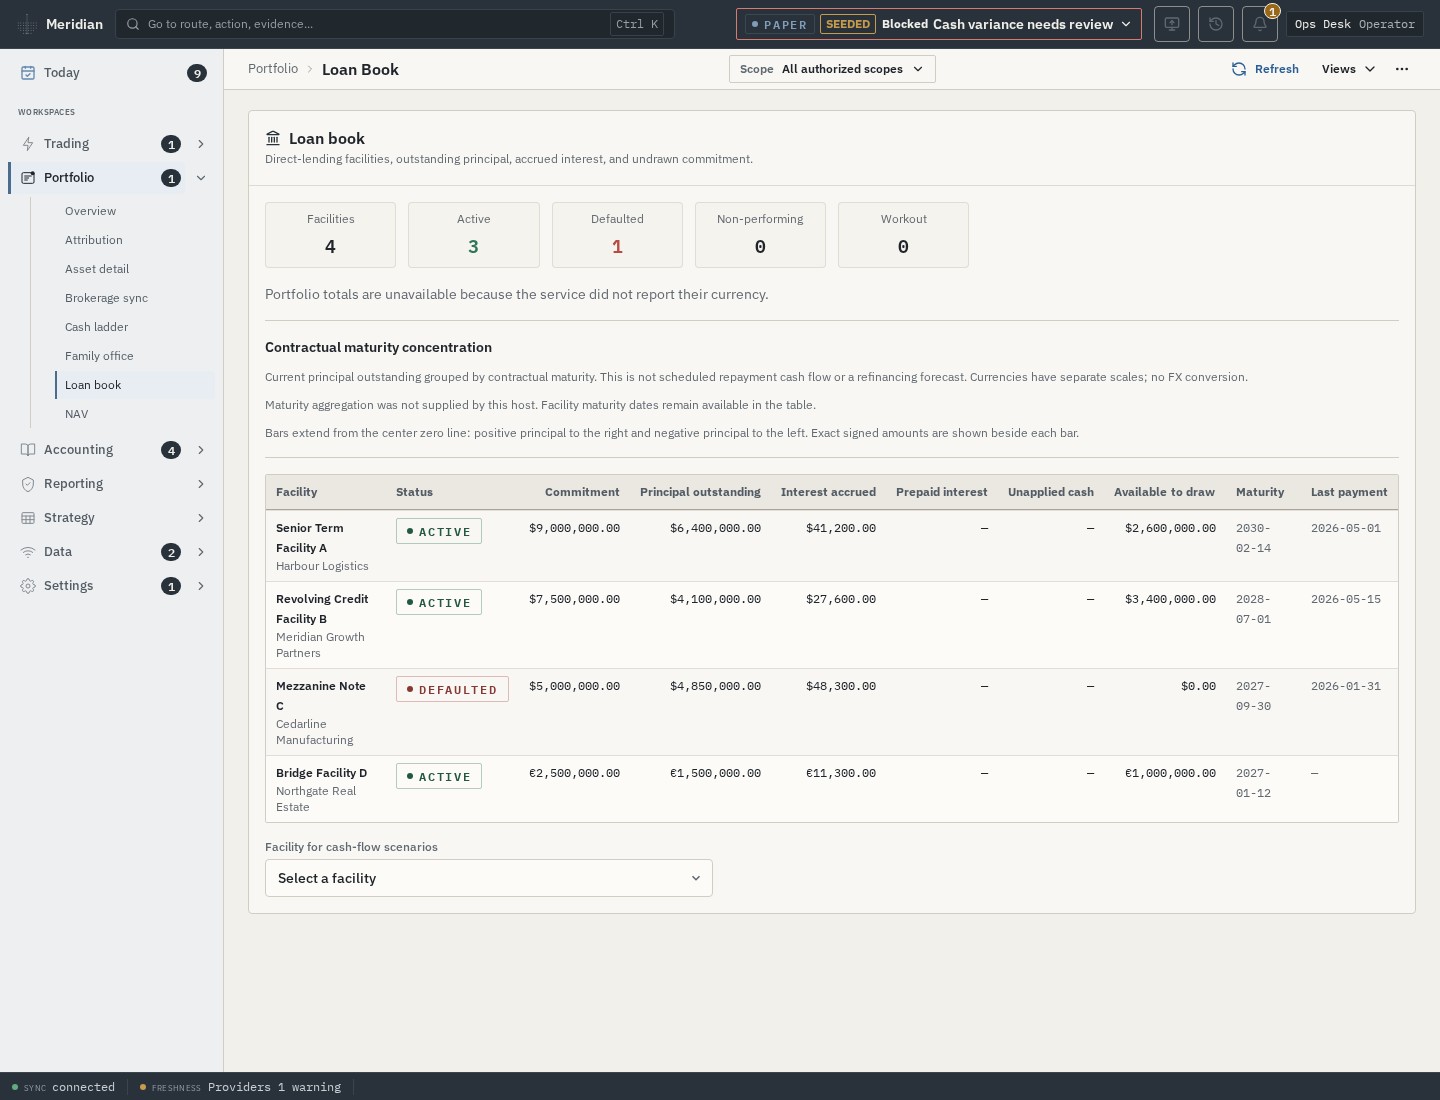 Meridian
Go to route, action, evidence...
Ctrl K
PAPER SEEDED Blocked Cash variance needs review
1
Ops Desk Operator
Today 9
WORKSPACES
Trading 1
Portfolio 1
Overview
Attribution
Asset detail
Brokerage sync
Cash ladder
Family office
Loan book
NAV
Accounting 4
Reporting
Strategy
Data 2
Settings 1
Portfolio > Loan Book
Scope All authorized scopes
Refresh
Views
Loan book
Direct-lending facilities, outstanding principal, accrued interest, and undrawn commitment.
Facilities
4
Active
3
Defaulted
1
Non-performing
0
Workout
0
Portfolio totals are unavailable because the service did not report their currency.
Contractual maturity concentration
Current principal outstanding grouped by contractual maturity. This is not scheduled repayment cash flow or a refinancing forecast. Currencies have separate scales; no FX conversion.
Maturity aggregation was not supplied by this host. Facility maturity dates remain available in the table.
Bars extend from the center zero line: positive principal to the right and negative principal to the left. Exact signed amounts are shown beside each bar.
Facility Status Commitment Principal outstanding Interest accrued Prepaid interest Unapplied cash Available to draw Maturity Last payment
Senior Term ACTIVE $9,000,000.00 $6,400,000.00 $41,200.00 — — $2,600,000.00 2030- 2026-05-01
Facility A 02-14
Harbour Logistics
Revolving Credit ACTIVE $7,500,000.00 $4,100,000.00 $27,600.00 — — $3,400,000.00 2028- 2026-05-15
Facility B 07-01
Meridian Growth
Partners
Mezzanine Note DEFAULTED $5,000,000.00 $4,850,000.00 $48,300.00 — — $0.00 2027- 2026-01-31
C 09-30
Cedarline
Manufacturing
Bridge Facility D ACTIVE €2,500,000.00 €1,500,000.00 €11,300.00 — — €1,000,000.00 2027- —
Northgate Real 01-12
Estate
Facility for cash-flow scenarios
Select a facility
SYNC connected
FRESHNESS Providers 1 warning